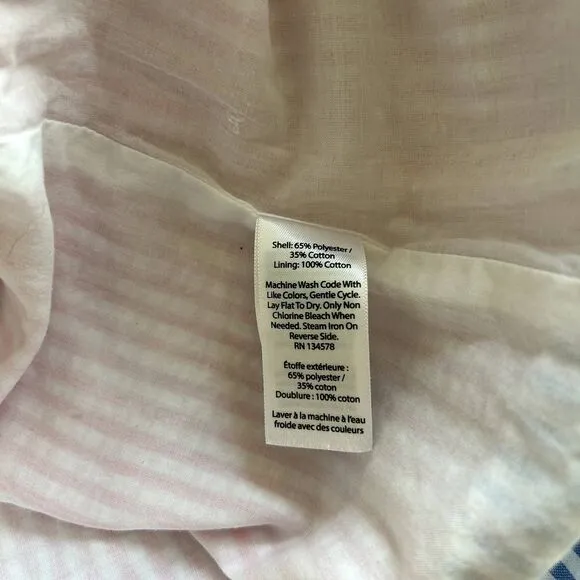 Shell: 65% Polyester /
35% Cotton
Lining: 100% Cotton
Machine Wash Code With
Like Colors, Gentle Cycle.
Lay Flat To Dry. Only Non
Chlorine Bleach When
Needed. Steam Iron On
Reverse Side.
RN 134578
Étoffe extérieure :
65% polyester /
35% coton
Doublure : 100% coton
Laver à la machine à l'eau
froide avec des couleurs